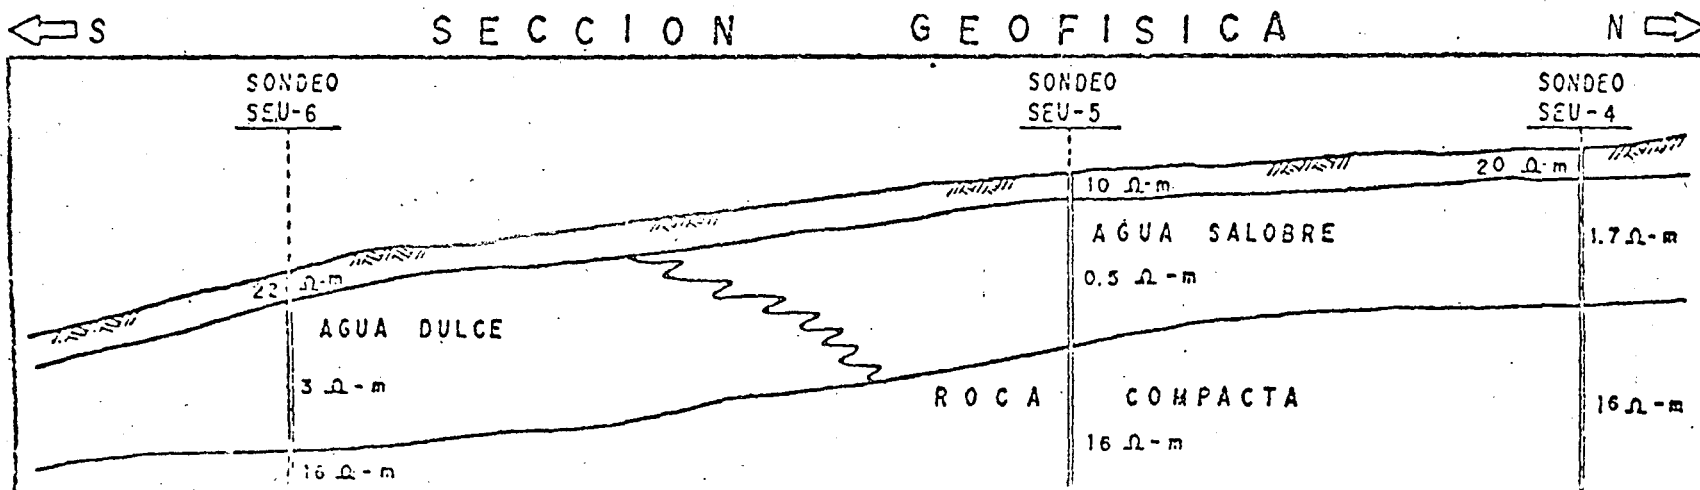 S SECCION GEOFISICA N
SONDEO SONDEO SONDEO
SEU-6 SEU-5 SEU-4
20 Ω-m
10 Ω-m
AGUA SALOBRE 1.7 Ω-m
0.5 Ω-m
22 Ω-m
AGUA DULCE
3 Ω-m
ROCA COMPACTA 16 Ω-m
16 Ω-m
16 Ω-m